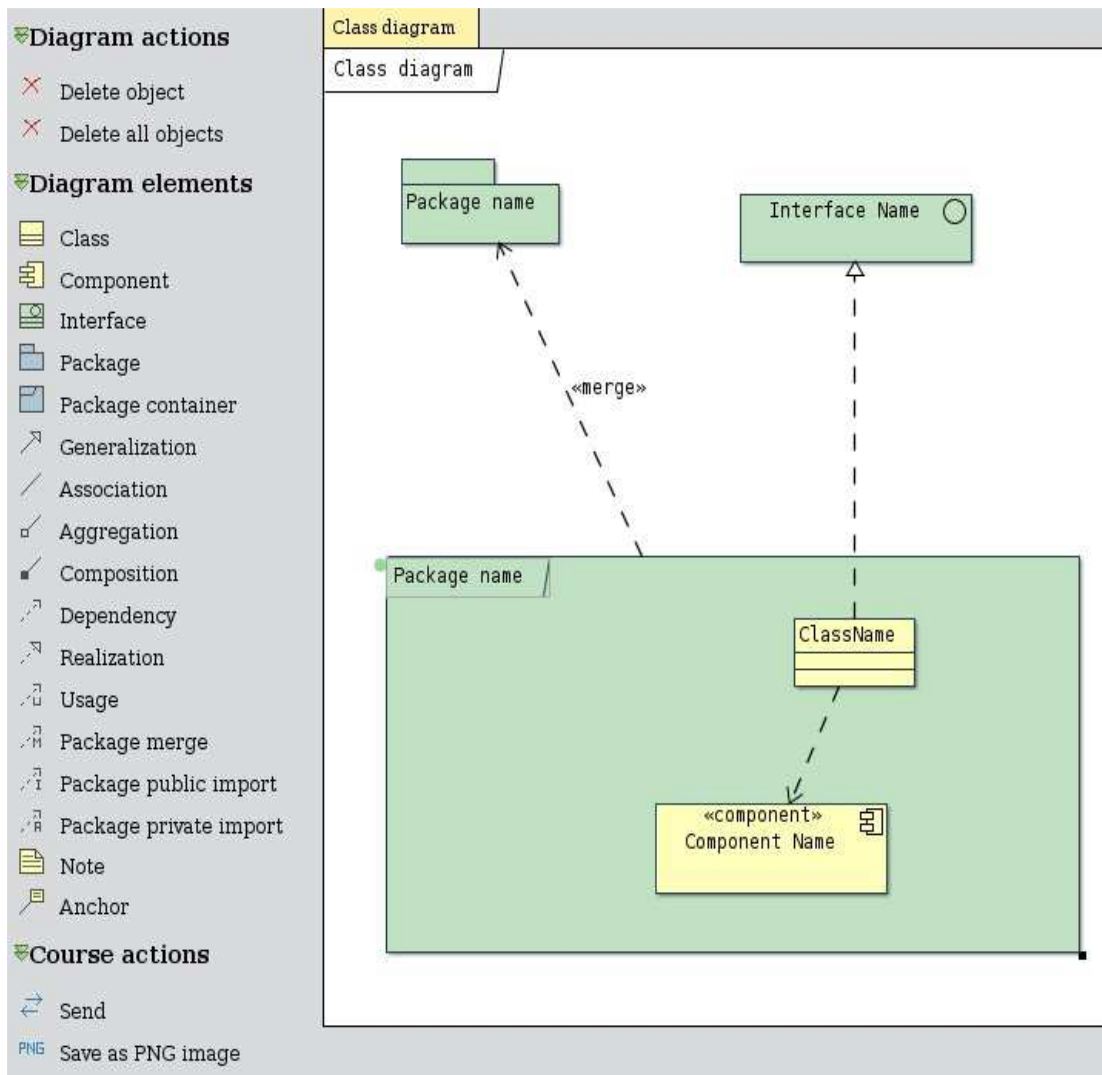 Diagram actions
Delete object
Delete all objects
Diagram elements
Class
Component
Interface
Package
Package container
Generalization
Association
Aggregation
Composition
Dependency
Realization
Usage
Package merge
Package public import
Package private import
Note
Anchor
Course actions
Send
PNG Save as PNG image
Class diagram
Class diagram
Package name
Interface Name
«merge»
Package name
ClassName
«component»
Component Name